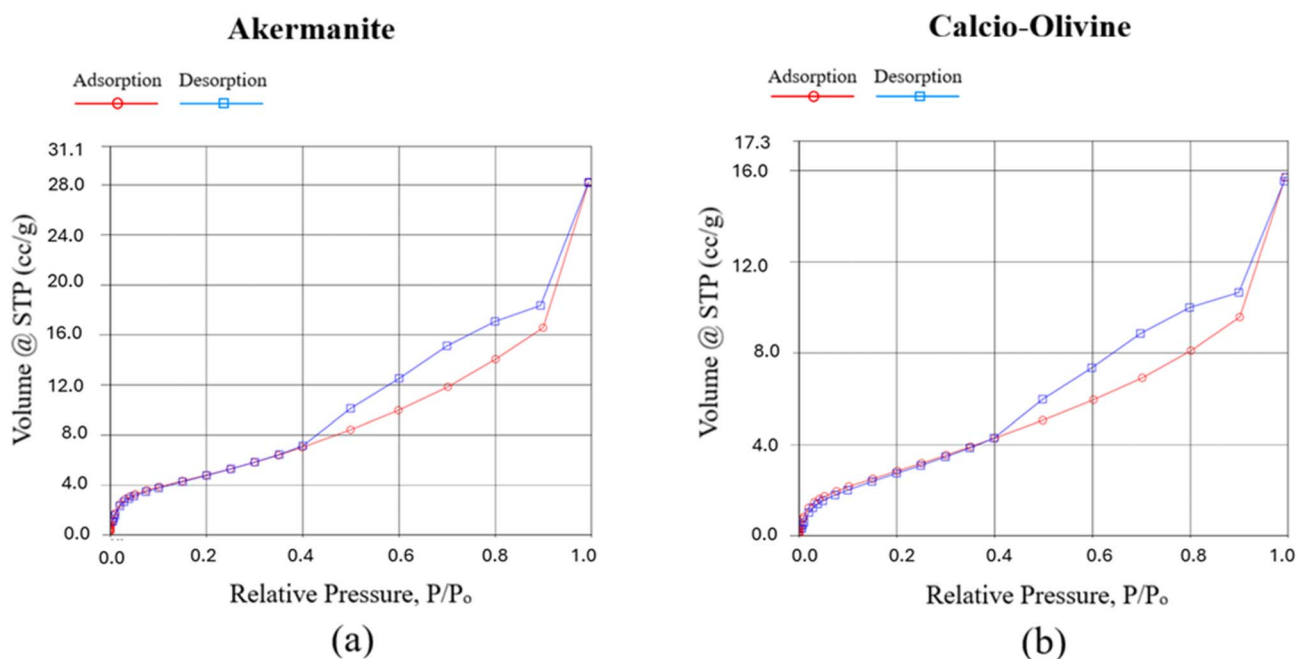 Akermanite
Adsorption Desorption
31.1
28.0
24.0
20.0
16.0
12.0
8.0
4.0
0.0
Volume @ STP (cc/g)
0.0 0.2 0.4 0.6 0.8 1.0
Relative Pressure, P/Pₒ
(a)
Calcio-Olivine
Adsorption Desorption
17.3
16.0
12.0
8.0
4.0
0.0
Volume @ STP (cc/g)
0.0 0.2 0.4 0.6 0.8 1.0
Relative Pressure, P/Pₒ
(b)